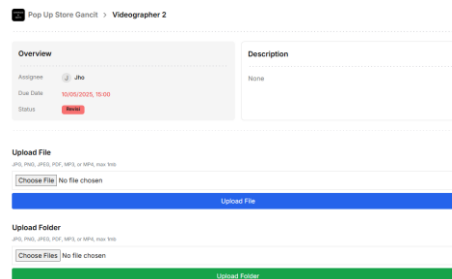 Pop Up Store Gancit > Videographer 2
Overview
Assignee J Jho
Due Date 10/05/2025, 15:00
Status Revisi
Description
None
Upload File
JPG, PNG, JPEG, PDF, MP3, or MP4, max 1mb
Choose File No file chosen
Upload File
Upload Folder
JPG, PNG, JPEG, PDF, MP3, or MP4, max 1mb
Choose Files No file chosen
Upload Folder